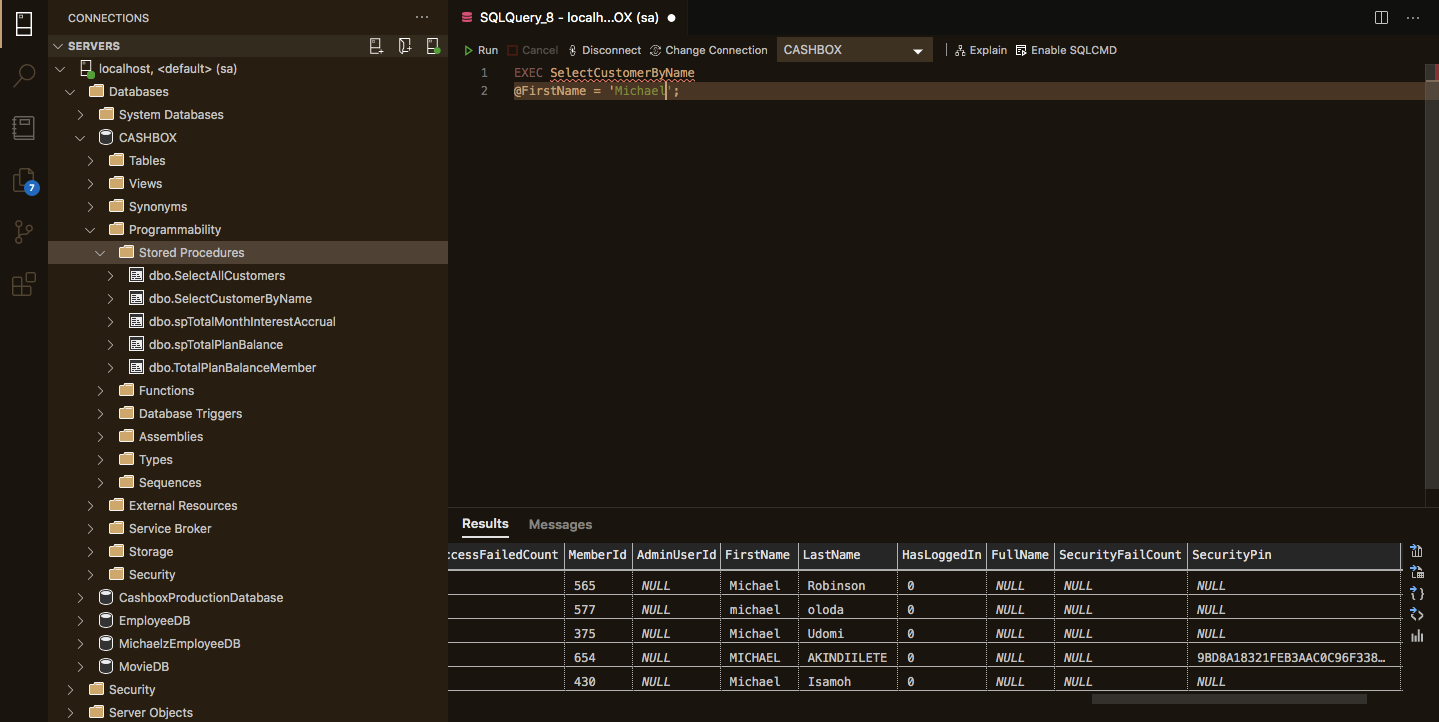 CONNECTIONS
SERVERS
localhost, <default> (sa)
Databases
System Databases
CASHBOX
Tables
Views
Synonyms
Programmability
Stored Procedures
dbo.SelectAllCustomers
dbo.SelectCustomerByName
dbo.spTotalMonthInterestAccrual
dbo.spTotalPlanBalance
dbo.TotalPlanBalanceMember
Functions
Database Triggers
Assemblies
Types
Sequences
External Resources
Service Broker
Storage
Security
CashboxProductionDatabase
EmployeeDB
MichaelzEmployeeDB
MovieDB
Security
Server Objects
7
SQLQuery_8 - localh...OX (sa)
Run Cancel Disconnect Change Connection CASHBOX Explain Enable SQLCMD
1 EXEC SelectCustomerByName
2 @FirstName = 'Michael';
Results Messages
ccessFailedCount MemberId AdminUserId FirstName LastName HasLoggedIn FullName SecurityFailCount SecurityPin
565 NULL Michael Robinson 0 NULL NULL NULL
577 NULL michael oloda 0 NULL NULL NULL
375 NULL Michael Udomi 0 NULL NULL NULL
654 NULL MICHAEL AKINDIILETE 0 NULL NULL 9BD8A18321FEB3AAC0C96F338…
430 NULL Michael Isamoh 0 NULL NULL NULL